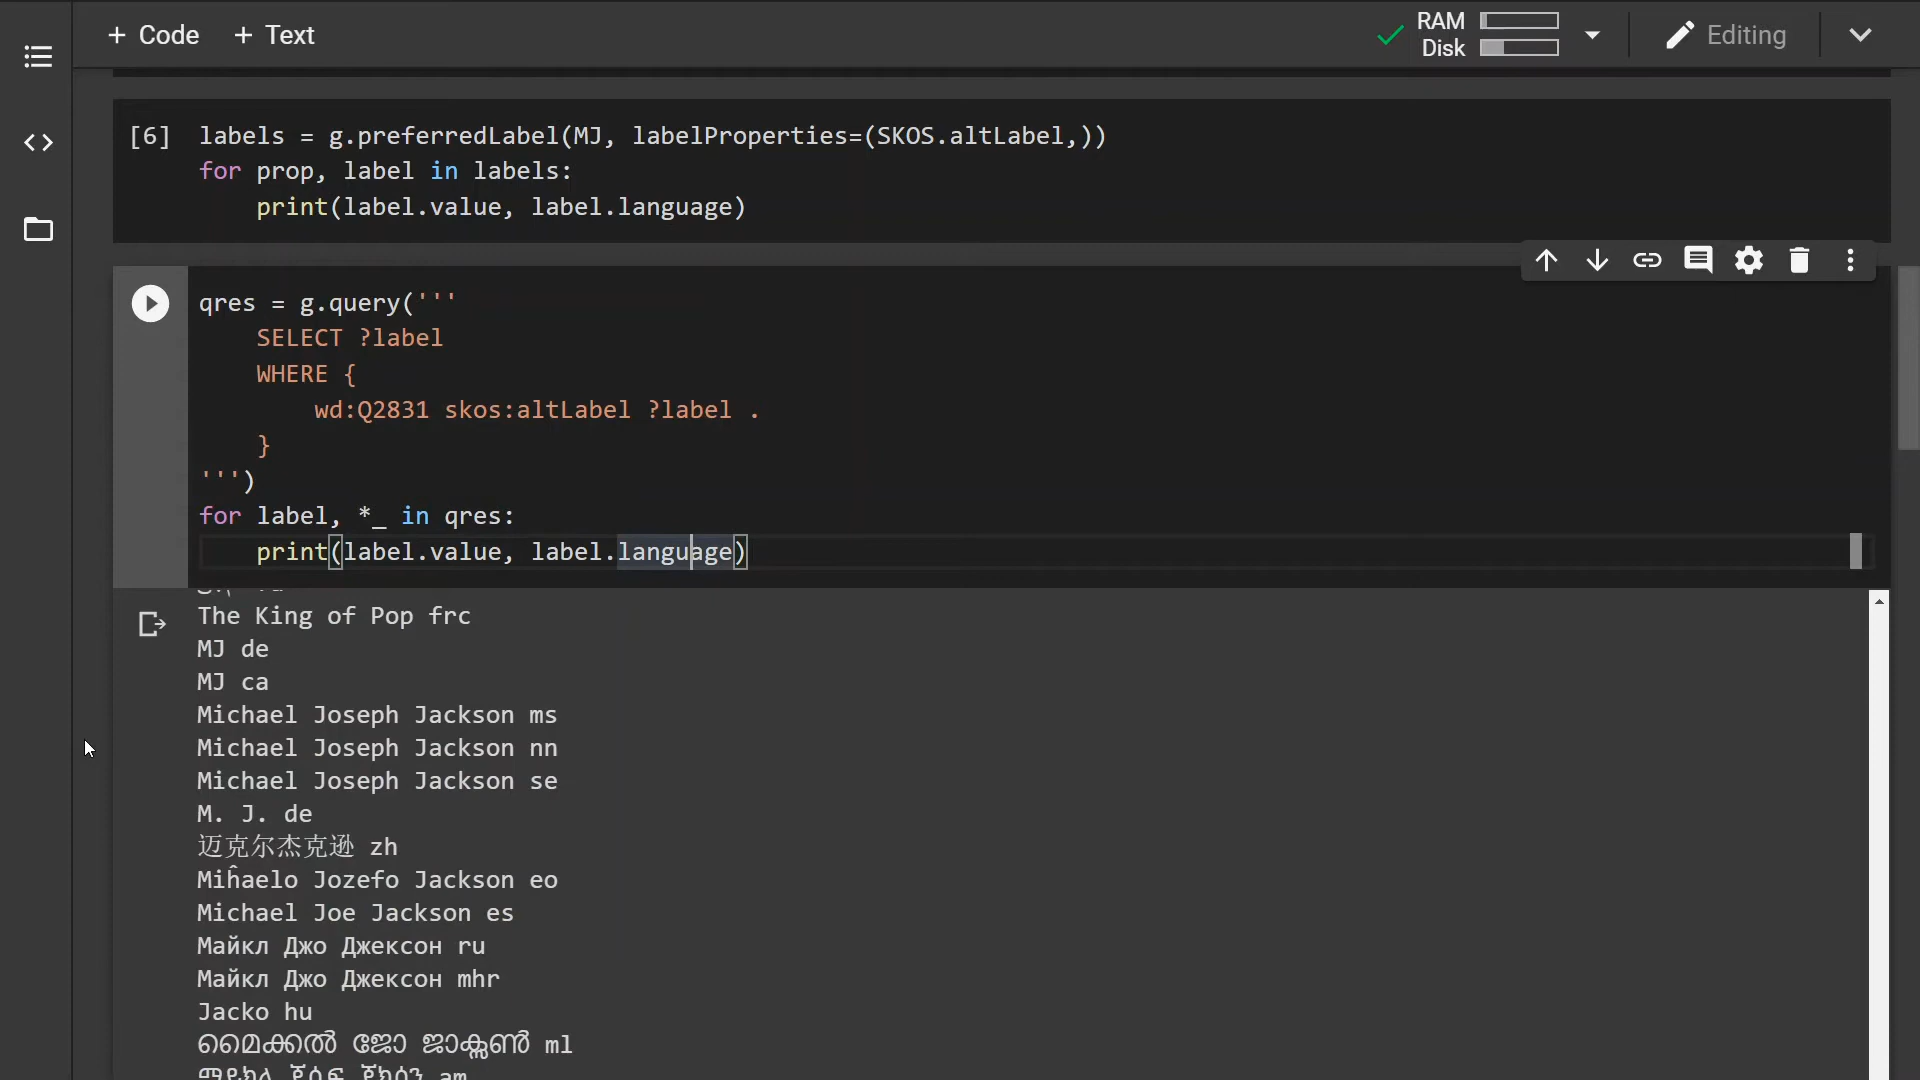 + Code + Text
RAM
Disk
Editing
[6] labels = g.preferredLabel(MJ, labelProperties=(SKOS.altLabel,))
for prop, label in labels:
print(label.value, label.language)
qres = g.query('''
SELECT ?label
WHERE {
wd:Q2831 skos:altLabel ?label .
}
''')
for label, *_ in qres:
print(label.value, label.language)
The King of Pop frc
MJ de
MJ ca
Michael Joseph Jackson ms
Michael Joseph Jackson nn
Michael Joseph Jackson se
M. J. de
迈克尔杰克逊 zh
Miĥaelo Jozefo Jackson eo
Michael Joe Jackson es
Майкл Джо Джексон ru
Майкл Джо Джексон mhr
Jacko hu
മൈക്കൽ ജോ ജാക്സൺ ml
am